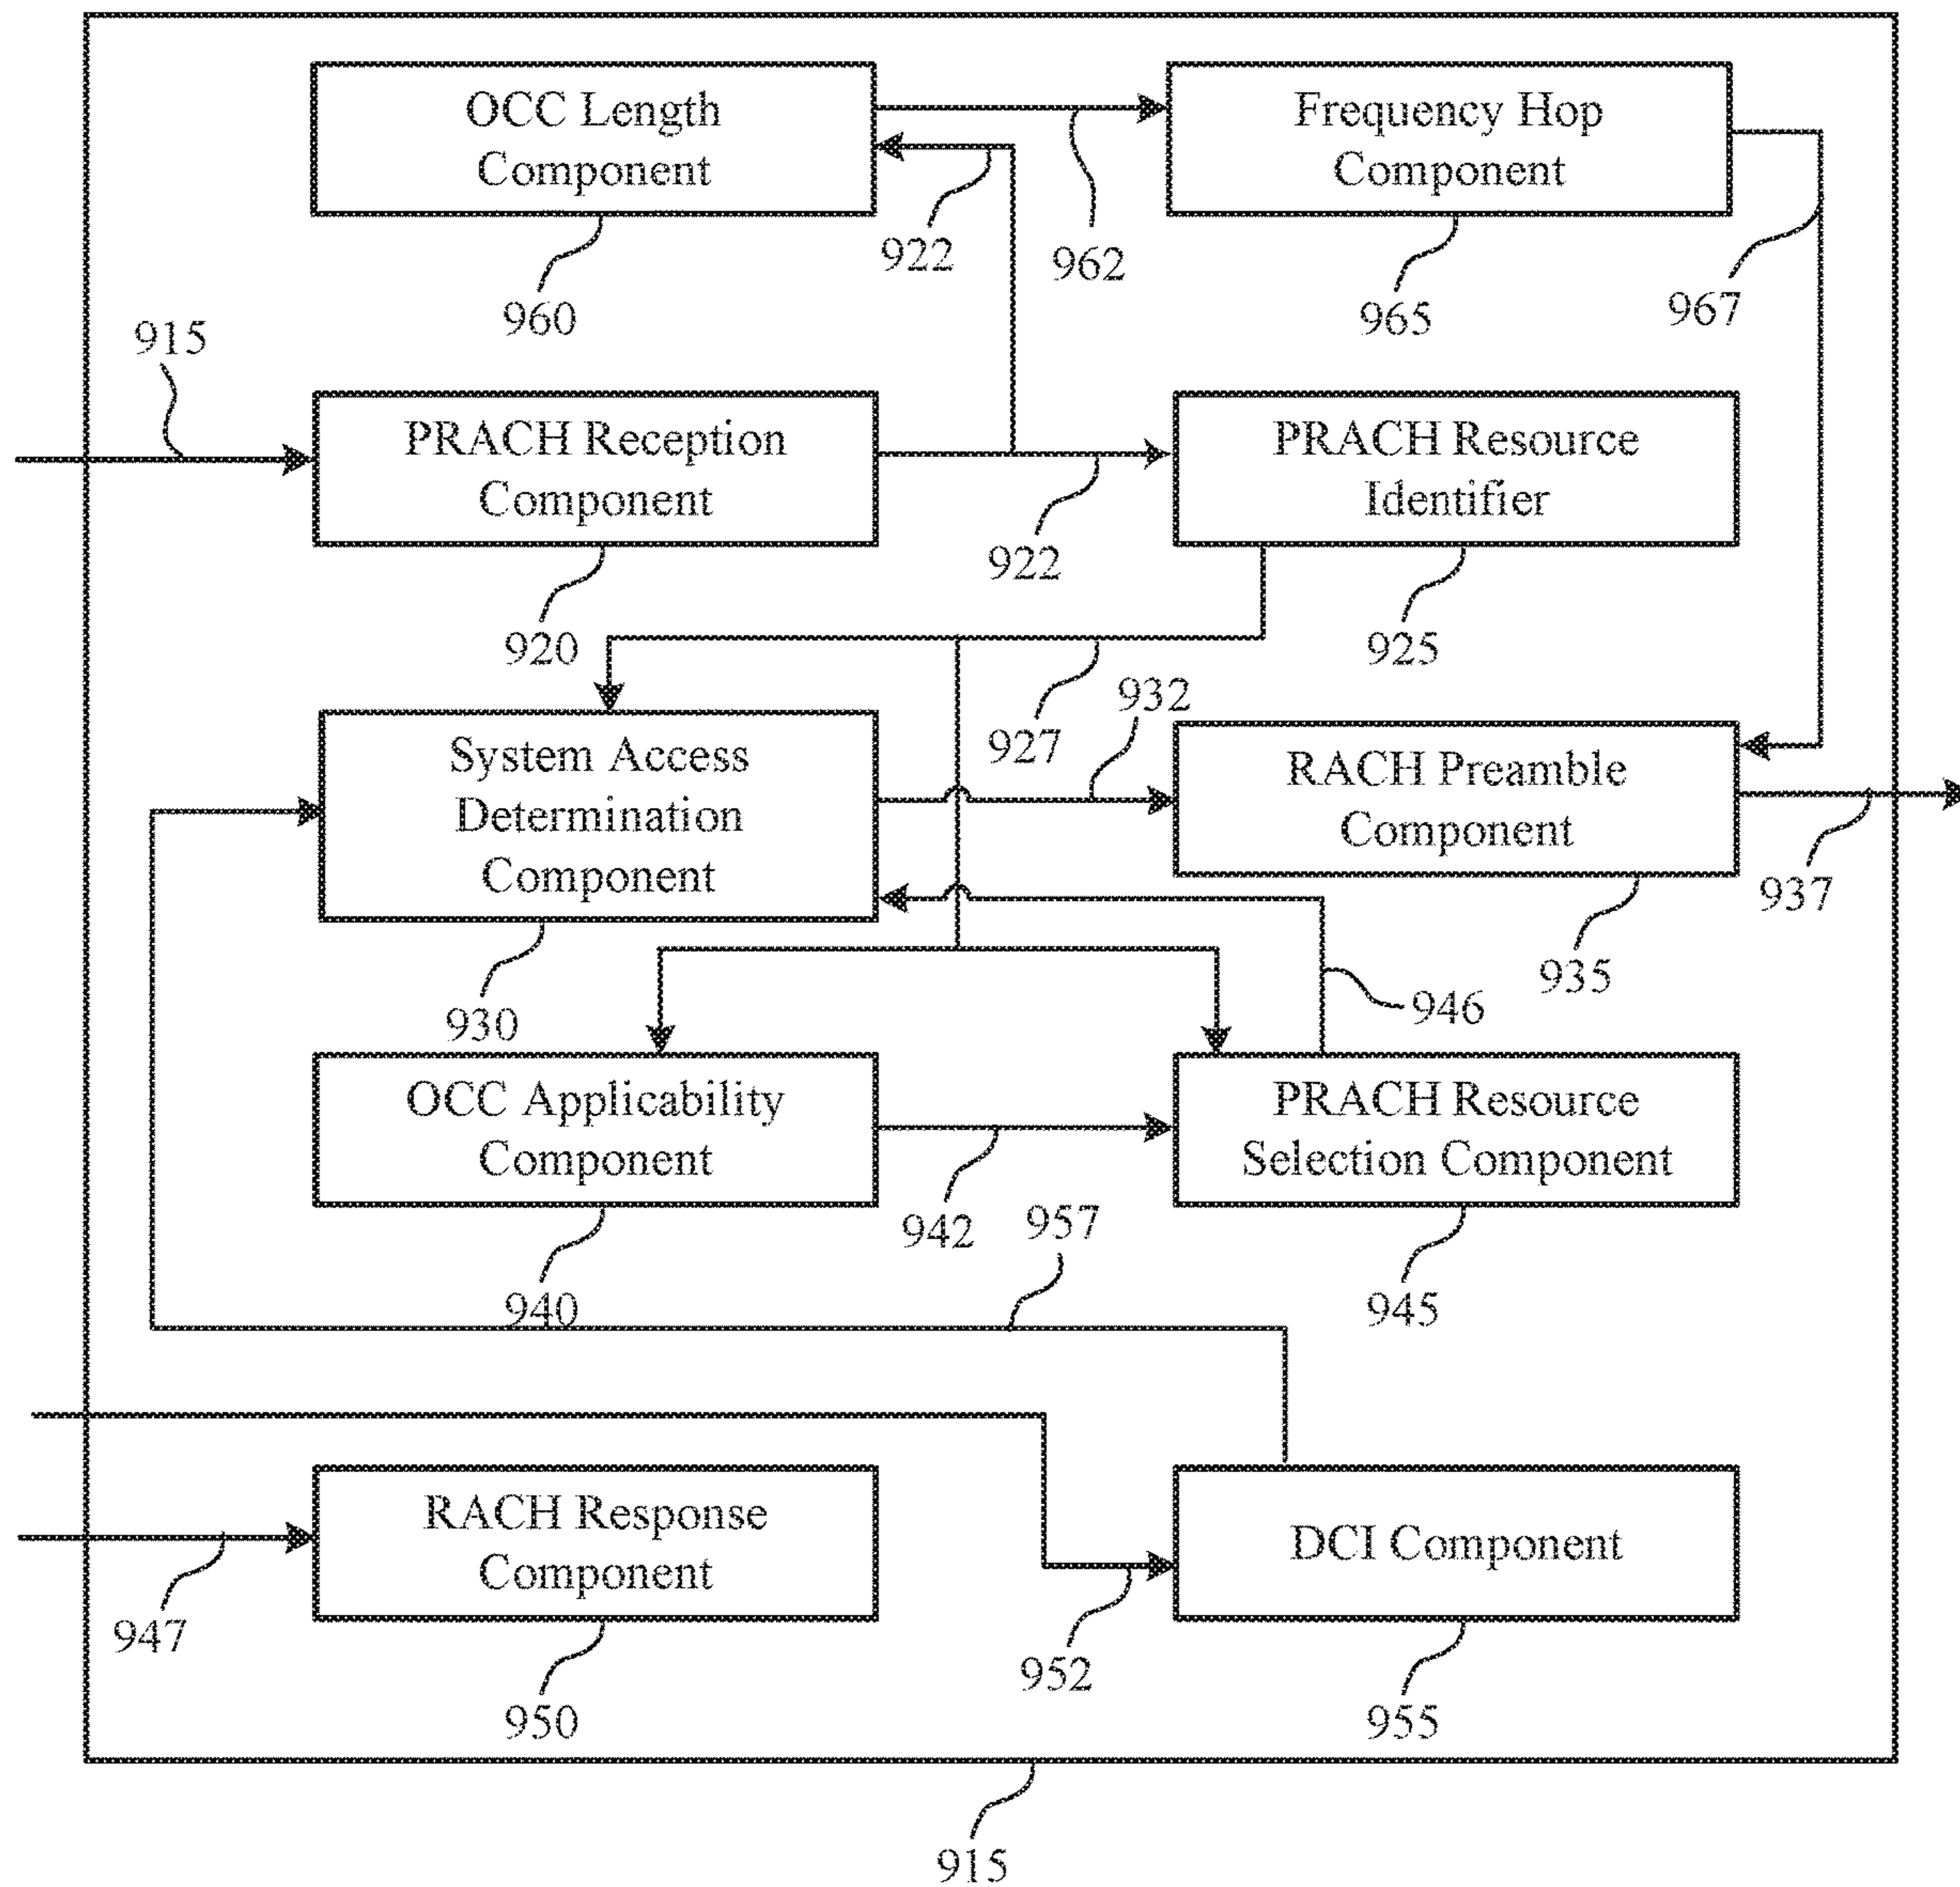 OCC Length
Component
Frequency Hop
Component
922
962
960
965
967
915
PRACH Reception
Component
PRACH Resource
Identifier
922
920
925
927
932
System Access
Determination
Component
RACH Preamble
Component
937
935
930
946
OCC Applicability
Component
PRACH Resource
Selection Component
942
957
940
945
RACH Response
Component
DCI Component
947
952
950
955
915